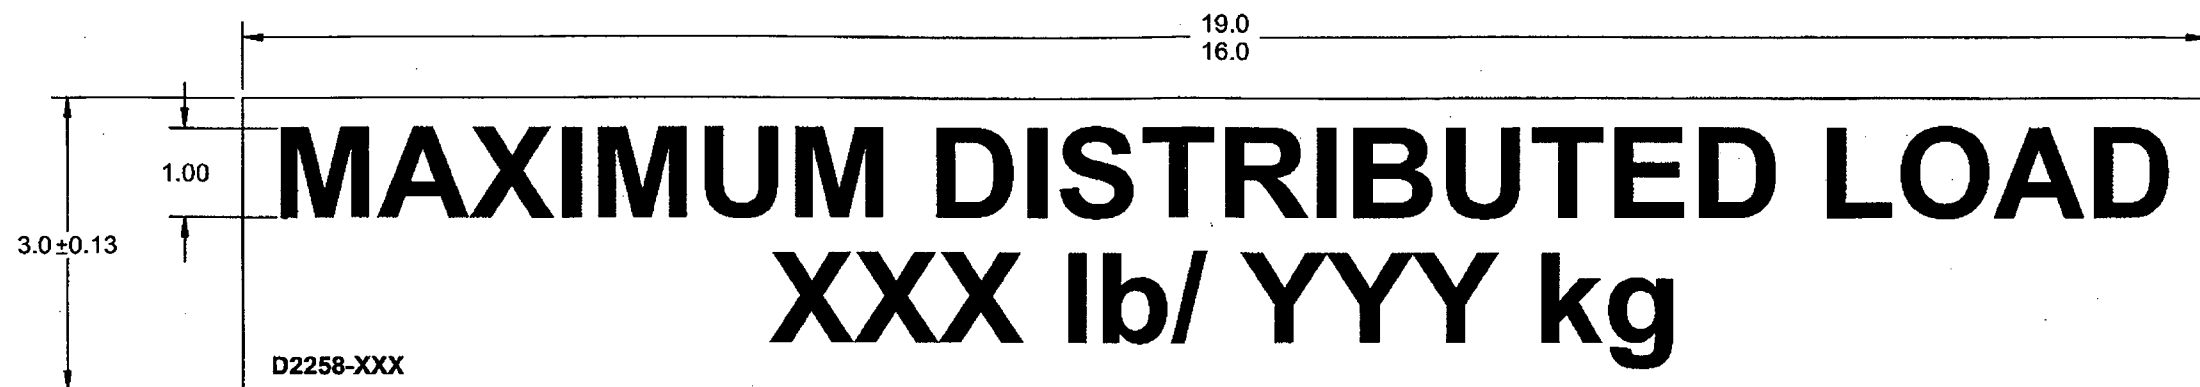 19.0
16.0
1.00
MAXIMUM DISTRIBUTED LOAD
3.0±0.13
XXX lb/ YYY kg
D2258-XXX